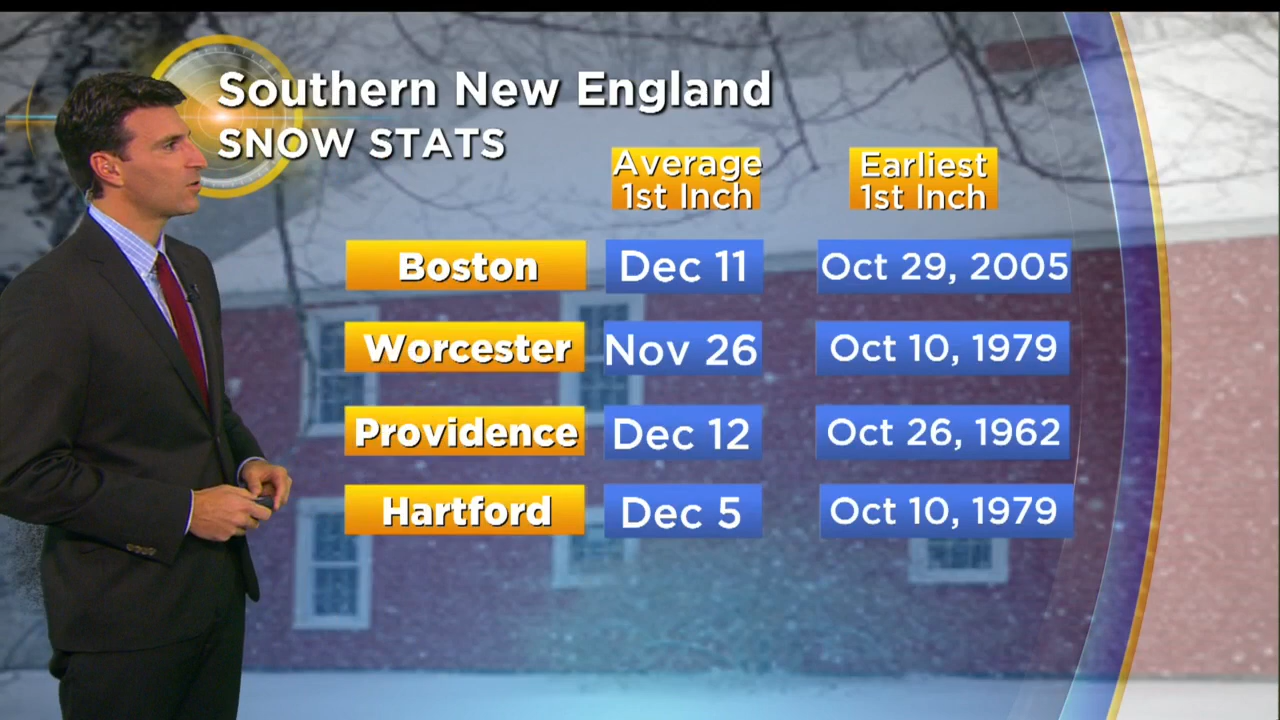 Southern New England
SNOW STATS
Average
1st Inch
Earliest
1st Inch
Boston Dec 11 Oct 29, 2005
Worcester Nov 26 Oct 10, 1979
Providence Dec 12 Oct 26, 1962
Hartford Dec 5 Oct 10, 1979